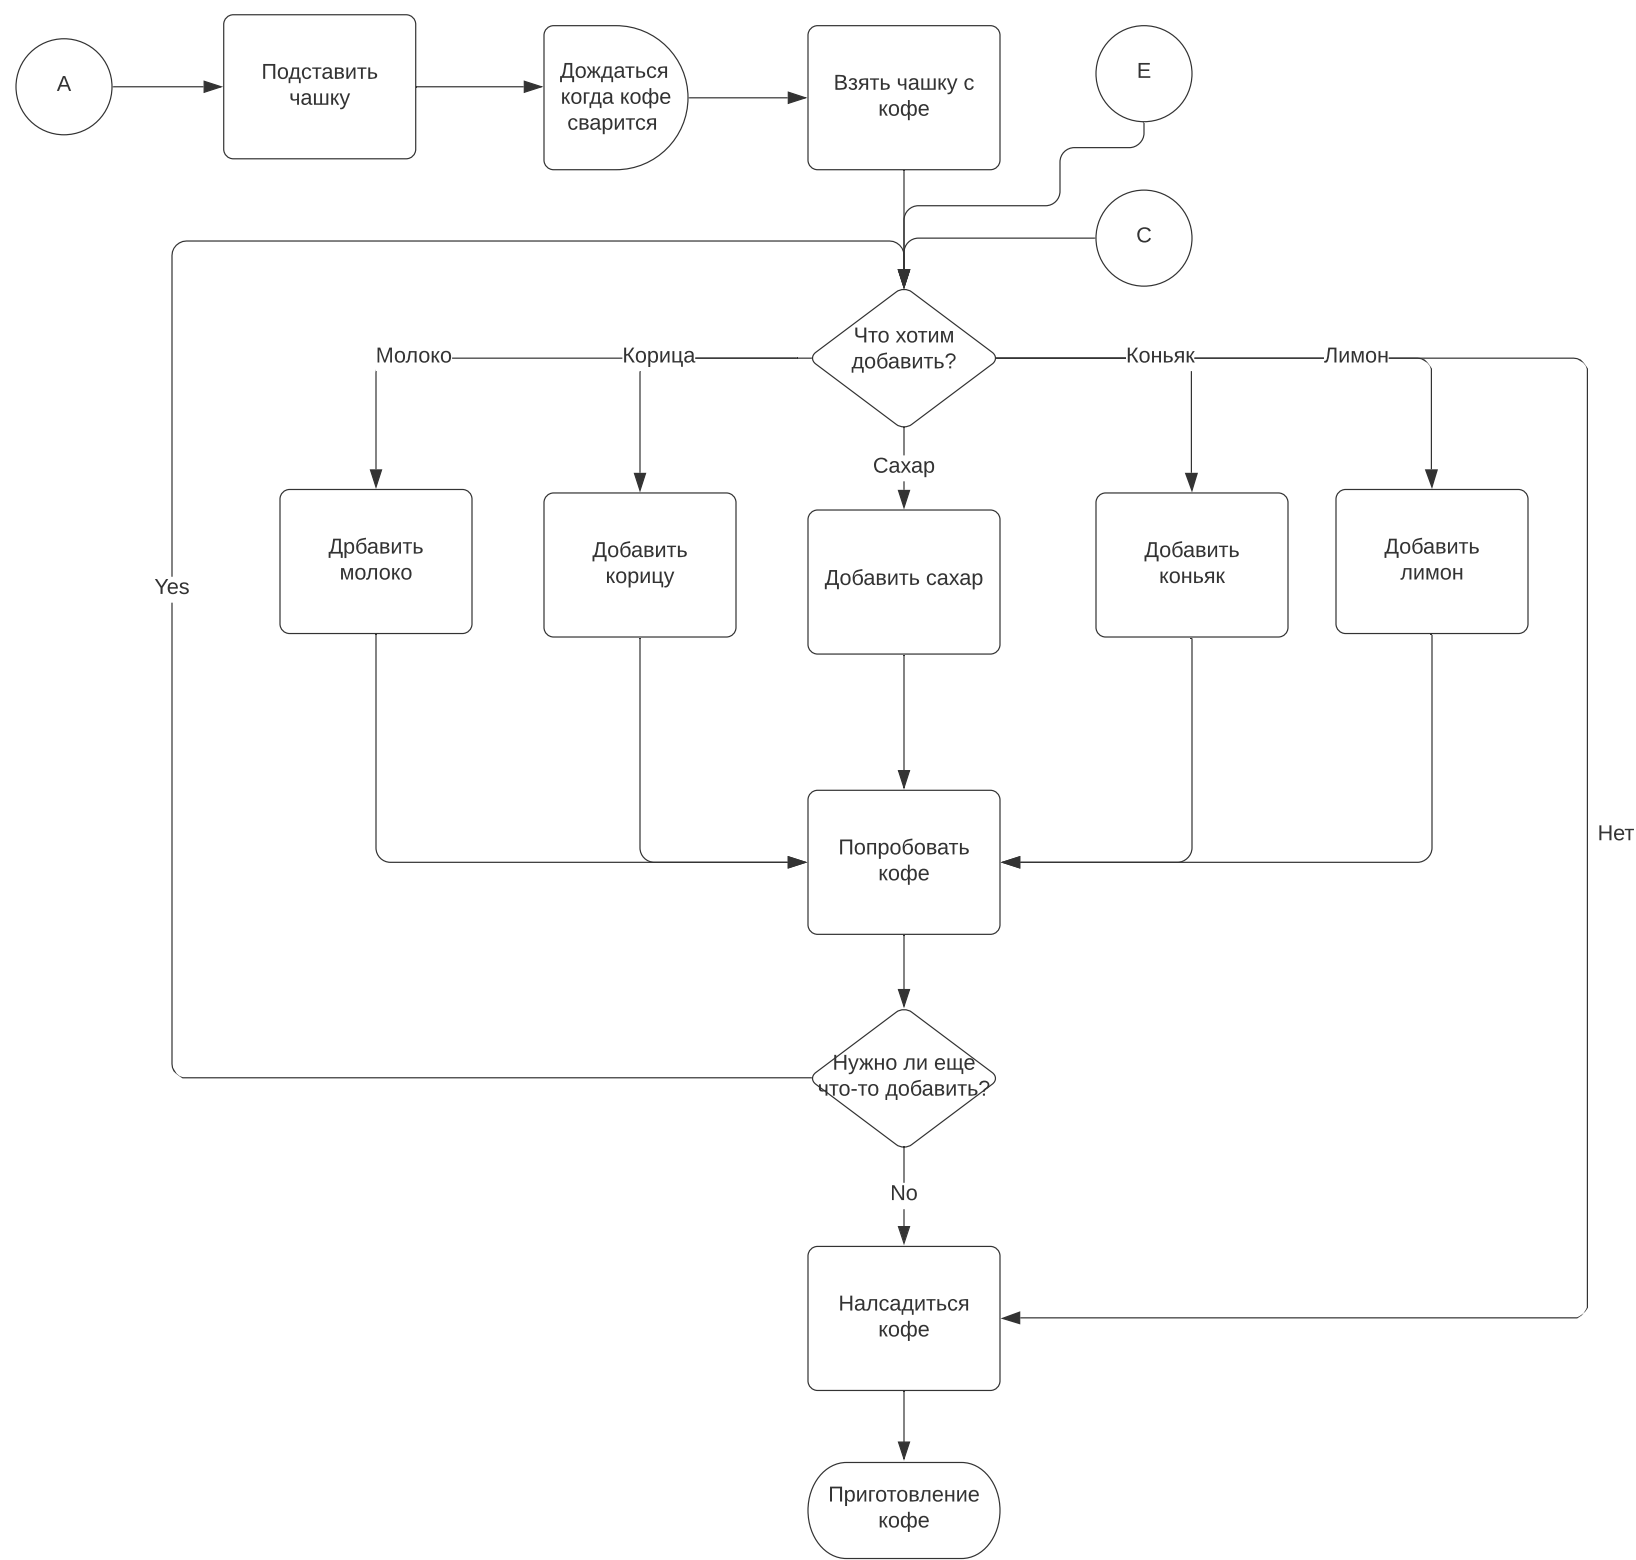 A
Подставить
чашку
Дождаться
когда кофе
сварится
Взять чашку с
кофе
E
C
Что хотим
добавить?
Молоко
Корица
Коньяк
Лимон
Сахар
Дрбавить
молоко
Добавить
корицу
Добавить сахар
Добавить
коньяк
Добавить
лимон
Yes
Попробовать
кофе
Нет
Нужно ли еще
что-то добавить?
No
Налсадиться
кофе
Приготовление
кофе